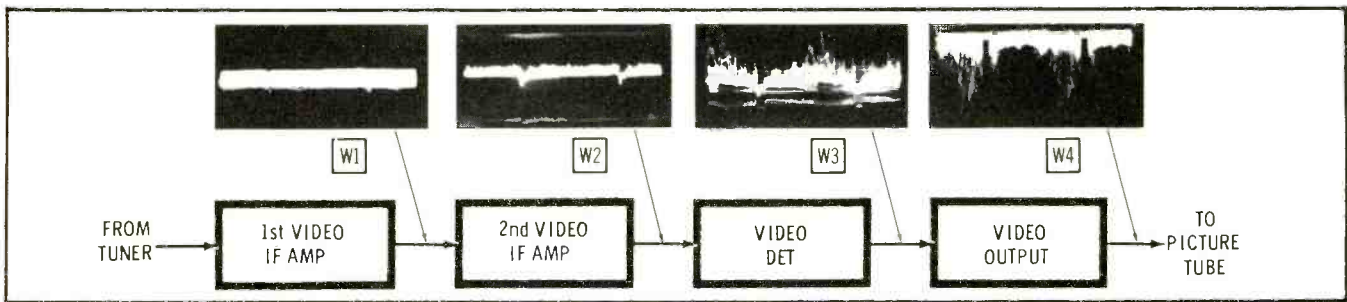 W1
W2
W3
W4
FROM
TUNER
1st VIDEO
IF AMP
2nd VIDEO
IF AMP
VIDEO
DET
VIDEO
OUTPUT
TO
PICTURE
TUBE